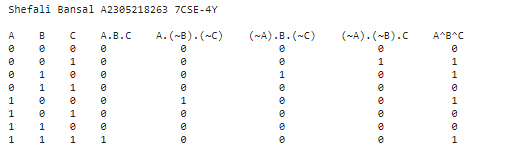 Shefali Bansal A2305218263 7CSE-4Y
A B C A.B.C A.(~B).(~C) (~A).B.(~C) (~A).(~B).C A^B^C
0 0 0 0 0 0 0 0
0 0 1 0 0 0 1 1
0 1 0 0 0 1 0 1
0 1 1 0 0 0 0 0
1 0 0 0 1 0 0 1
1 0 1 0 0 0 0 0
1 1 0 0 0 0 0 0
1 1 1 1 0 0 0 1